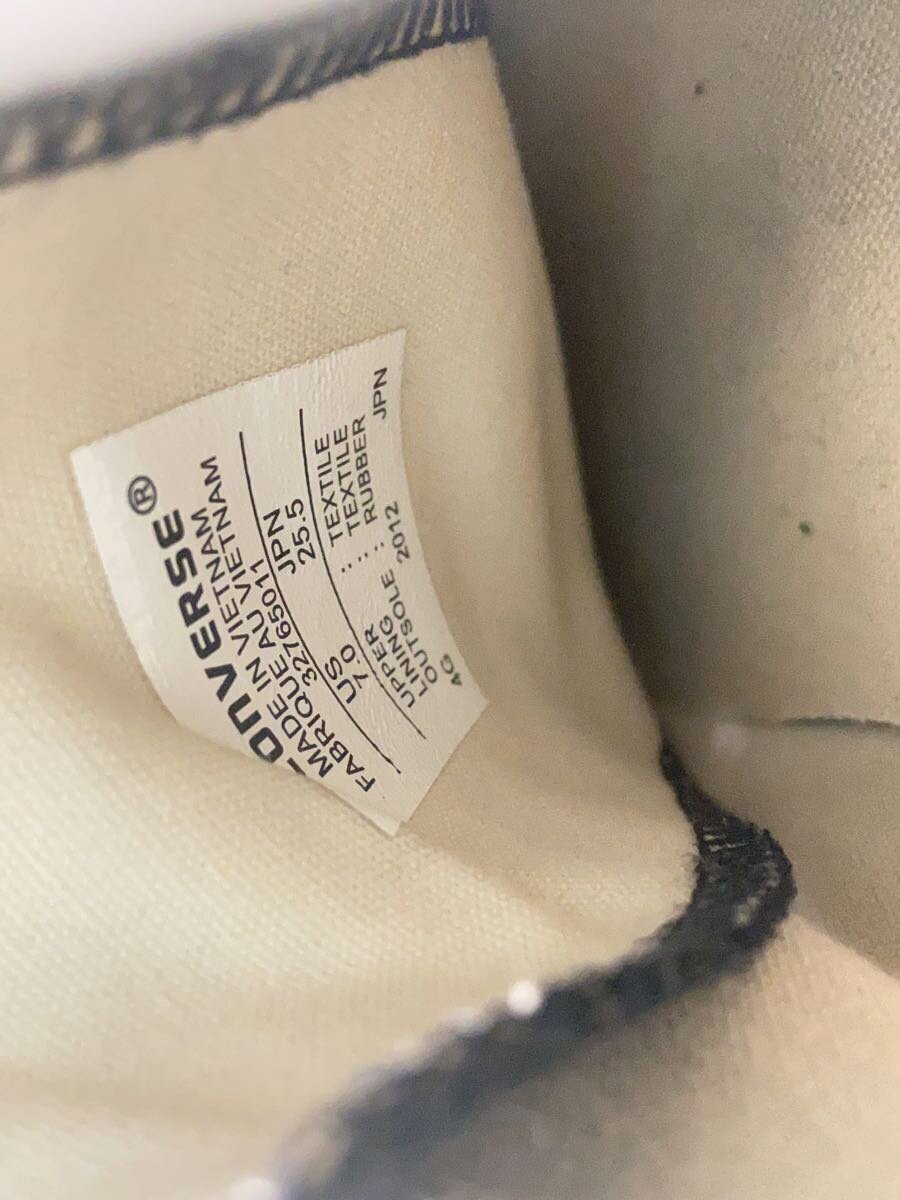 CONVERSE®
MADE IN VIETNAM
FABRIQUE AU VIETNAM
32765011
US JPN
7.0 25.5
UPPER : TEXTILE
LINING : TEXTILE
OUTSOLE : RUBBER
4G 2012 JPN